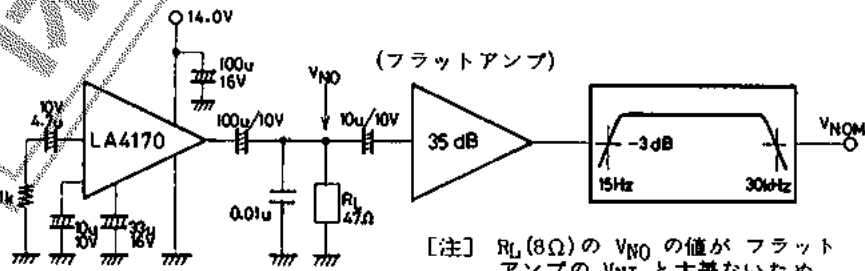 14.0V
100u
16V
(フラットアンプ)
VNO
10V
4.7u
LA4170
100u/10V
10u/10V
35 dB
-3dB
15Hz
30kHz
VNOM
1k
10u
10V
33u
16V
0.01u
RL
47Ω
[注] RL(8Ω)の VNO の値が フラット
アンプの